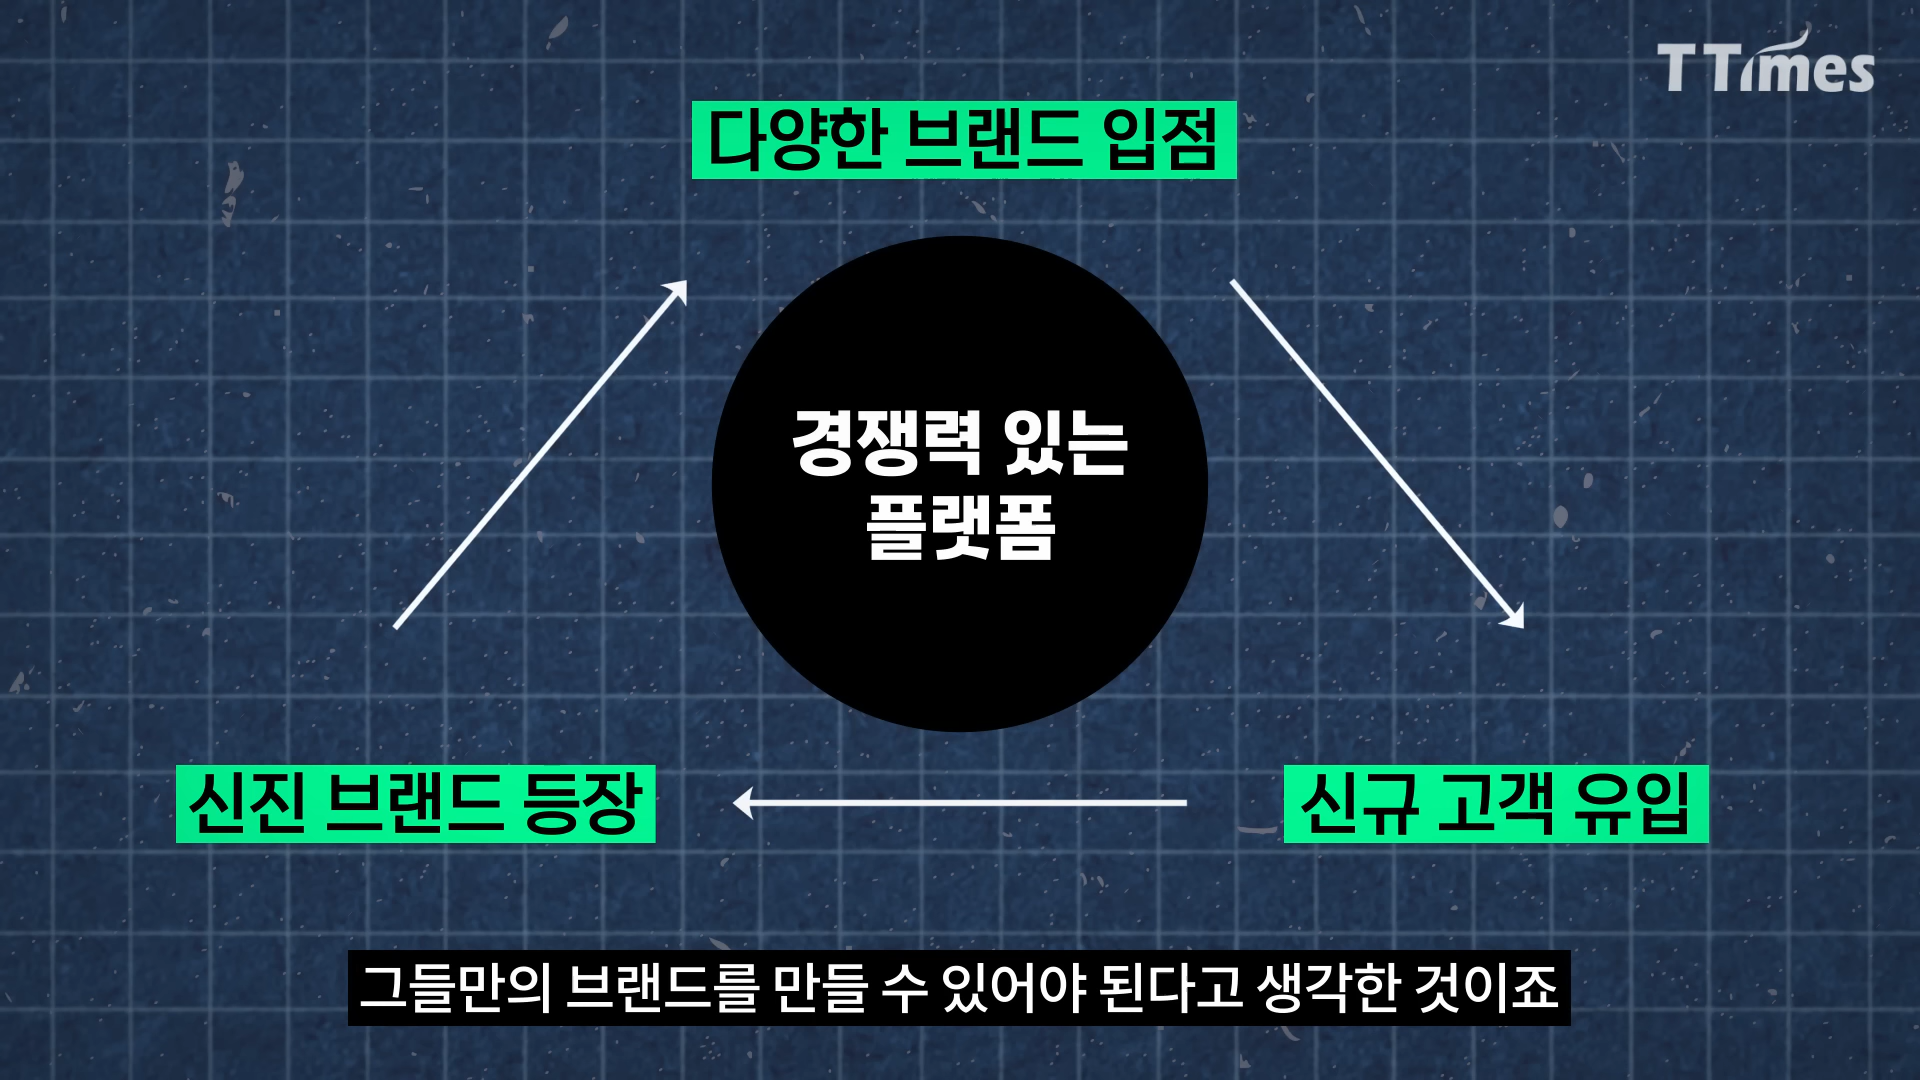 TTimes
다양한 브랜드 입점
경쟁력 있는
플랫폼
신진 브랜드 등장
신규 고객 유입
그들만의 브랜드를 만들 수 있어야 된다고 생각한 것이죠